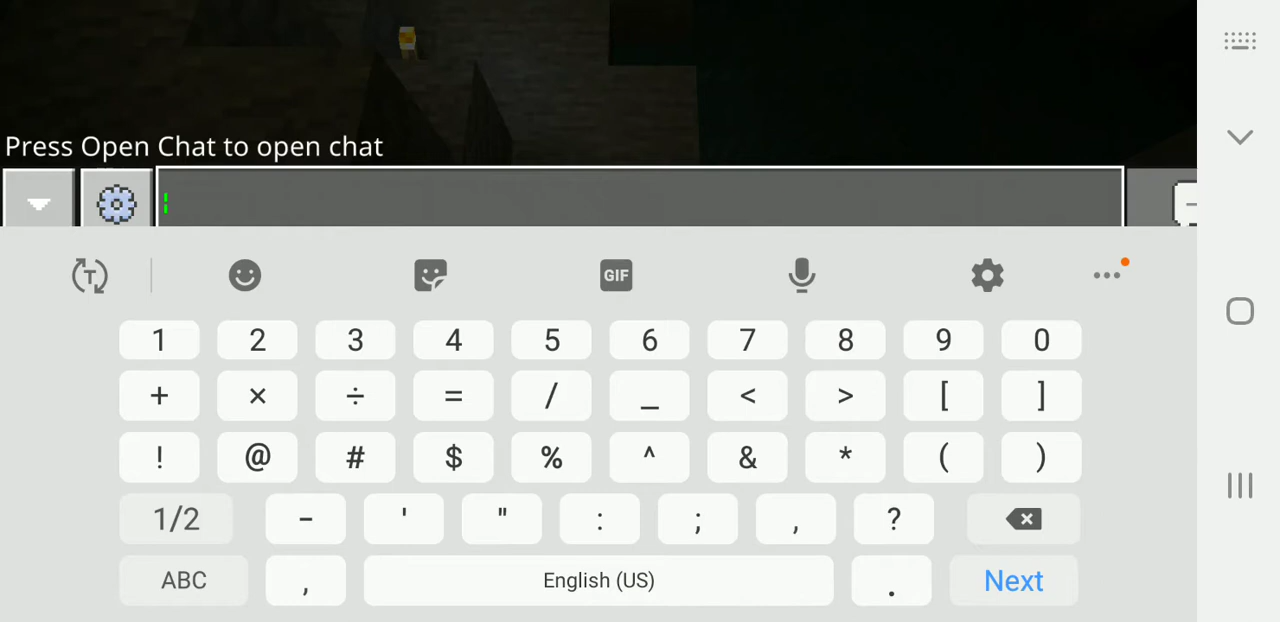 Press Open Chat to open chat
GIF
1 2 3 4 5 6 7 8 9 0
+ × ÷ = / _ < > [ ]
! @ # $ % ^ & * ( )
1/2 - ' " : ; , ?
ABC , English (US) . Next